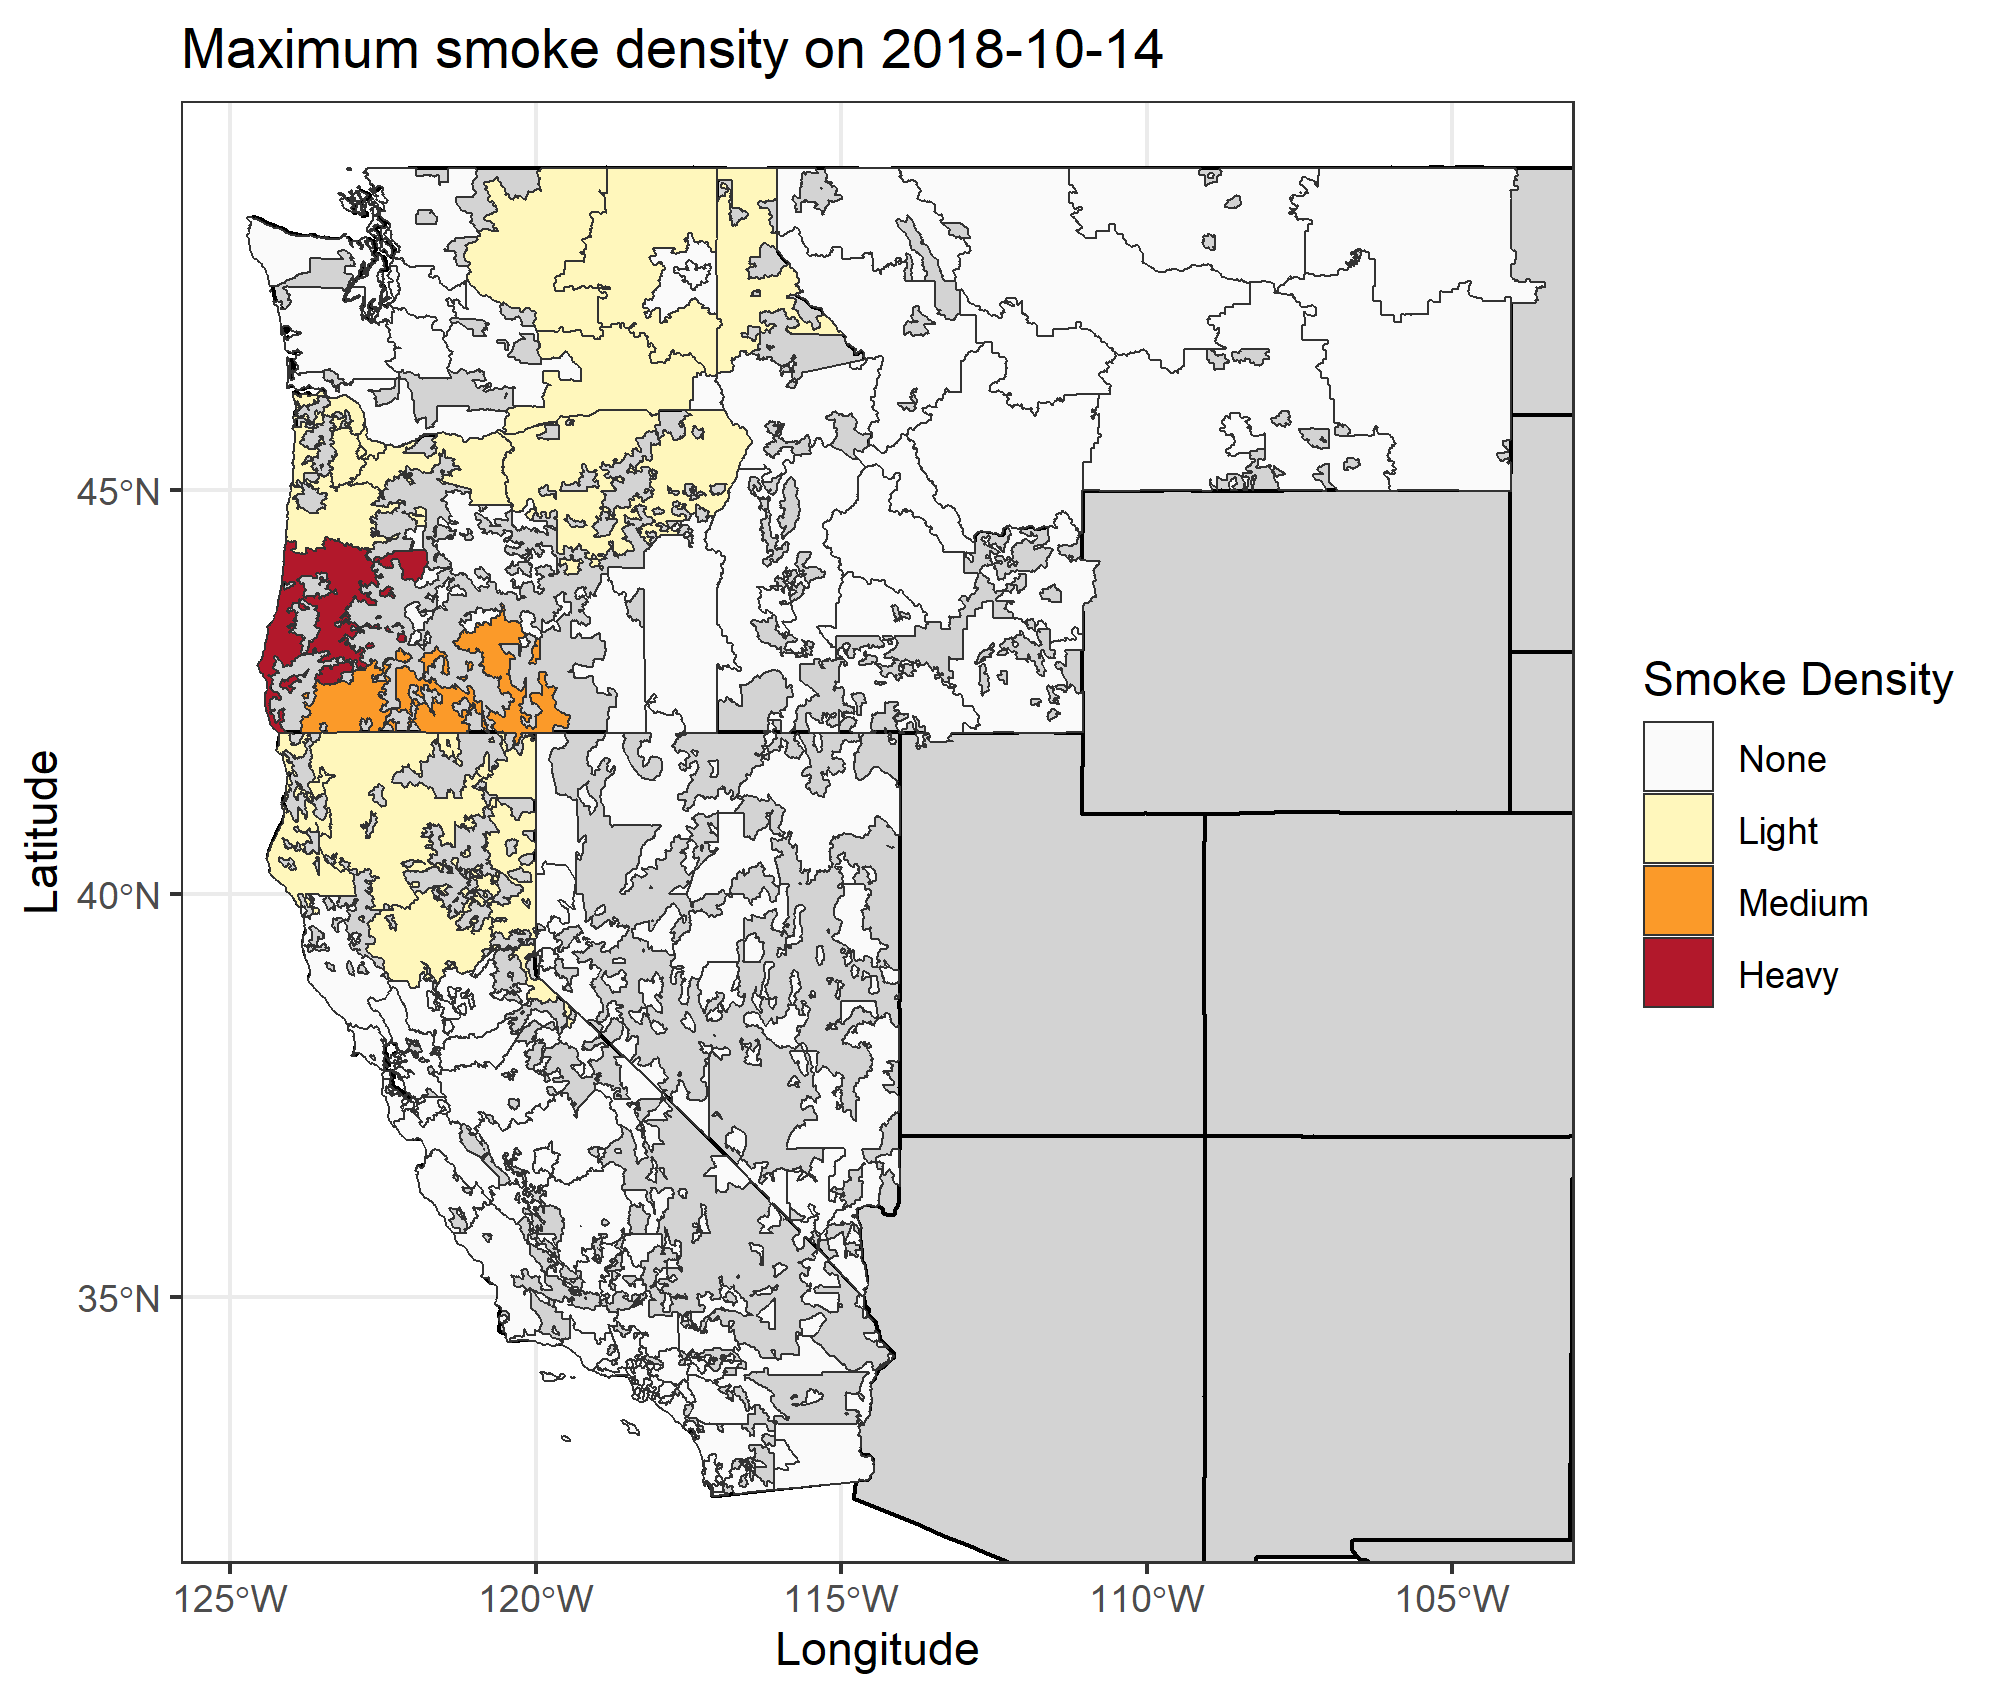 Maximum smoke density on 2018-10-14
45°N
40°N
35°N
Latitude
125°W
120°W
115°W
110°W
105°W
Longitude
Smoke Density
None
Light
Medium
Heavy